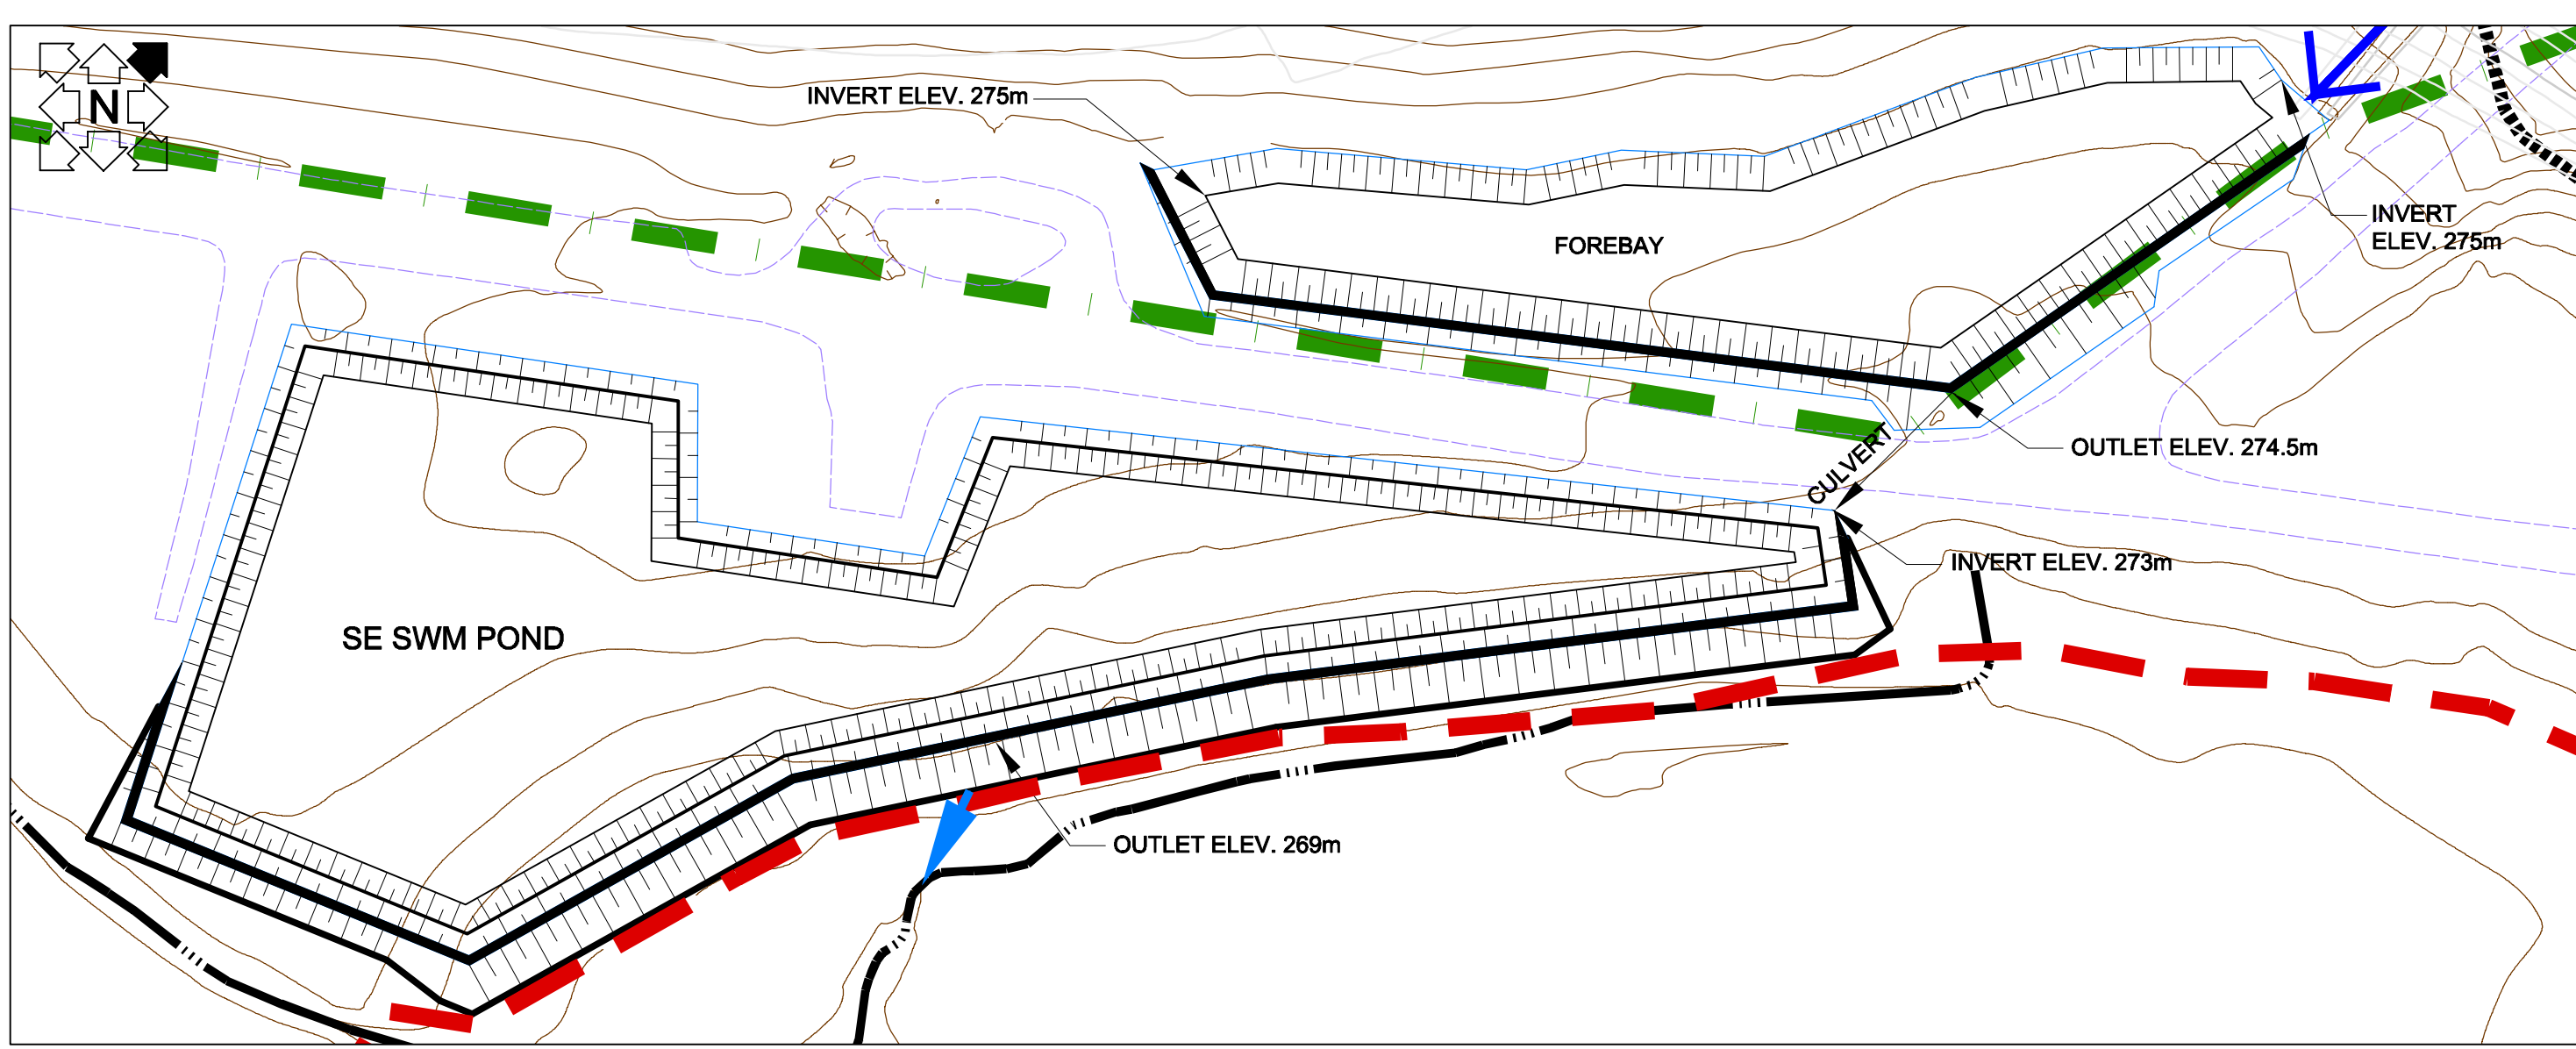 N
INVERT ELEV. 275m
FOREBAY
INVERT
ELEV. 275m
OUTLET ELEV. 274.5m
CULVERT
INVERT ELEV. 273m
SE SWM POND
OUTLET ELEV. 269m